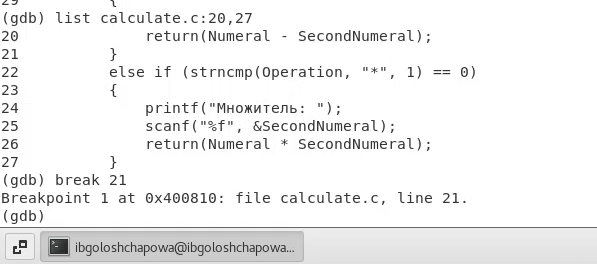 29          {
(gdb) list calculate.c:20,27
20              return(Numeral - SecondNumeral);
21          }
22          else if (strncmp(Operation, "*", 1) == 0)
23          {
24              printf("Множитель: ");
25              scanf("%f", &SecondNumeral);
26              return(Numeral * SecondNumeral);
27          }
(gdb) break 21
Breakpoint 1 at 0x400810: file calculate.c, line 21.
(gdb)
ibgoloshchapowa@ibgoloshchapowa...